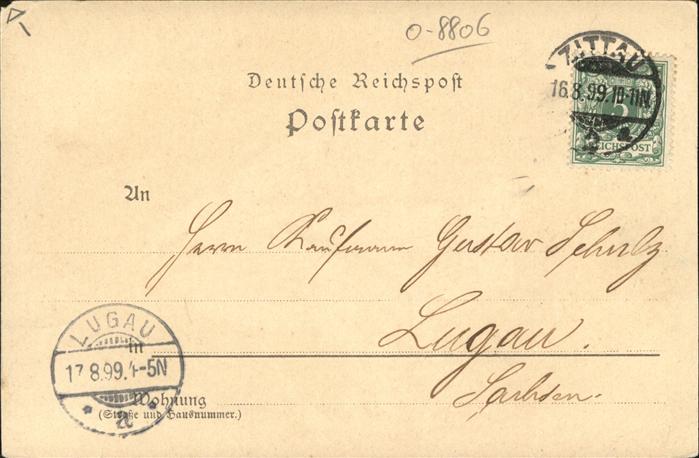 0-8806
ZITTAU
16.8.99.10-11N.
5
REICHSPOST
Deutsche Reichspost
Postkarte
An
Herrn Kaufmann Gustav Schulz
Lugau.
Sachsen.
LUGAU
17.8.99.4-5N
a
in
Wohnung
(Straße und Hausnummer.)